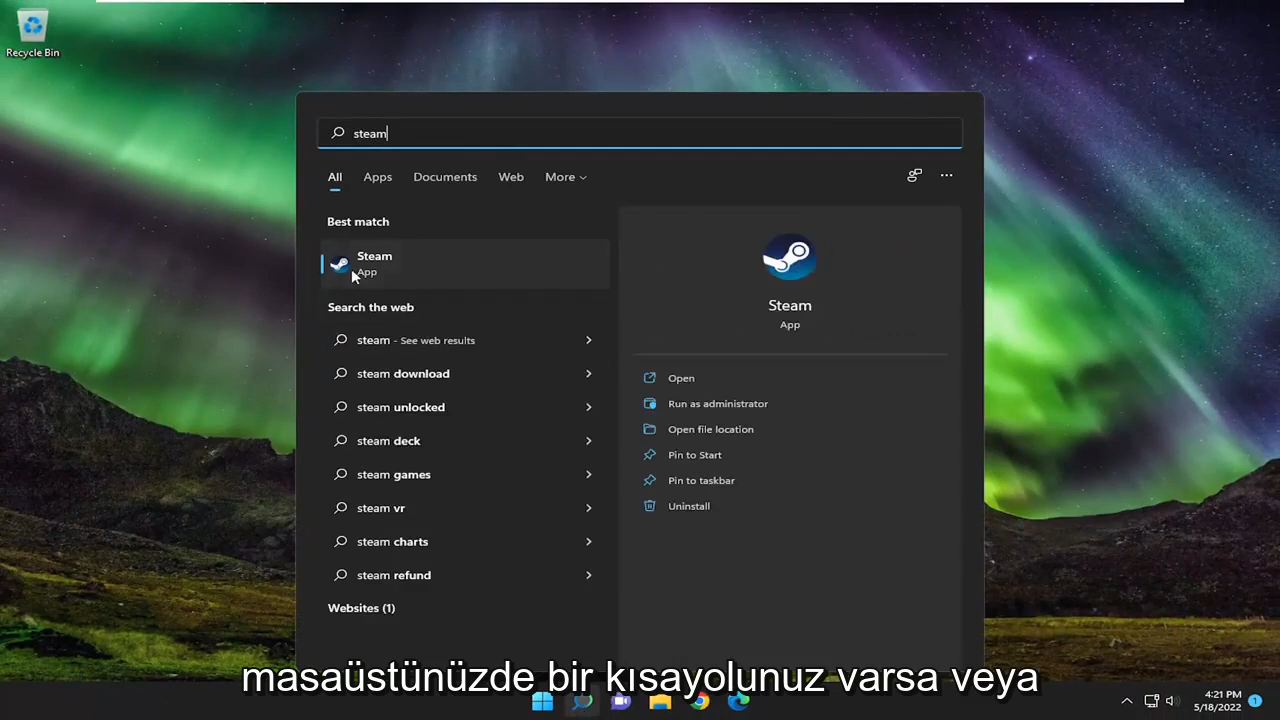 Recycle Bin
steam
All Apps Documents Web More
Best match
Steam
App
Search the web
steam - See web results
steam download
steam unlocked
steam deck
steam games
steam vr
steam charts
steam refund
Websites (1)
Steam
App
Open
Run as administrator
Open file location
Pin to Start
Pin to taskbar
Uninstall
masaüstünüzde bir kısayolunuz varsa veya
4:21 PM
5/18/2022
1